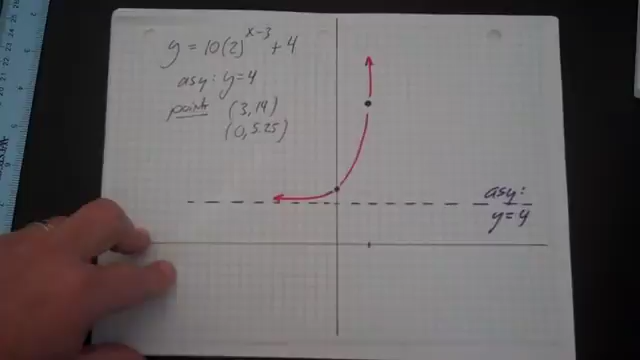 y = 10(2)^(x-3) + 4
asy: y=4
point (3,14)
(0,5.25)
asy:
y=4